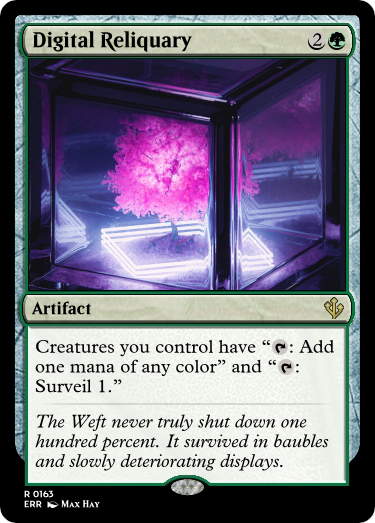 Digital Reliquary 2
Artifact
Creatures you control have “: Add
one mana of any color” and “:
Surveil 1.”
The Weft never truly shut down one
hundred percent. It survived in baubles
and slowly deteriorating displays.
R 0163
ERR Max Hay